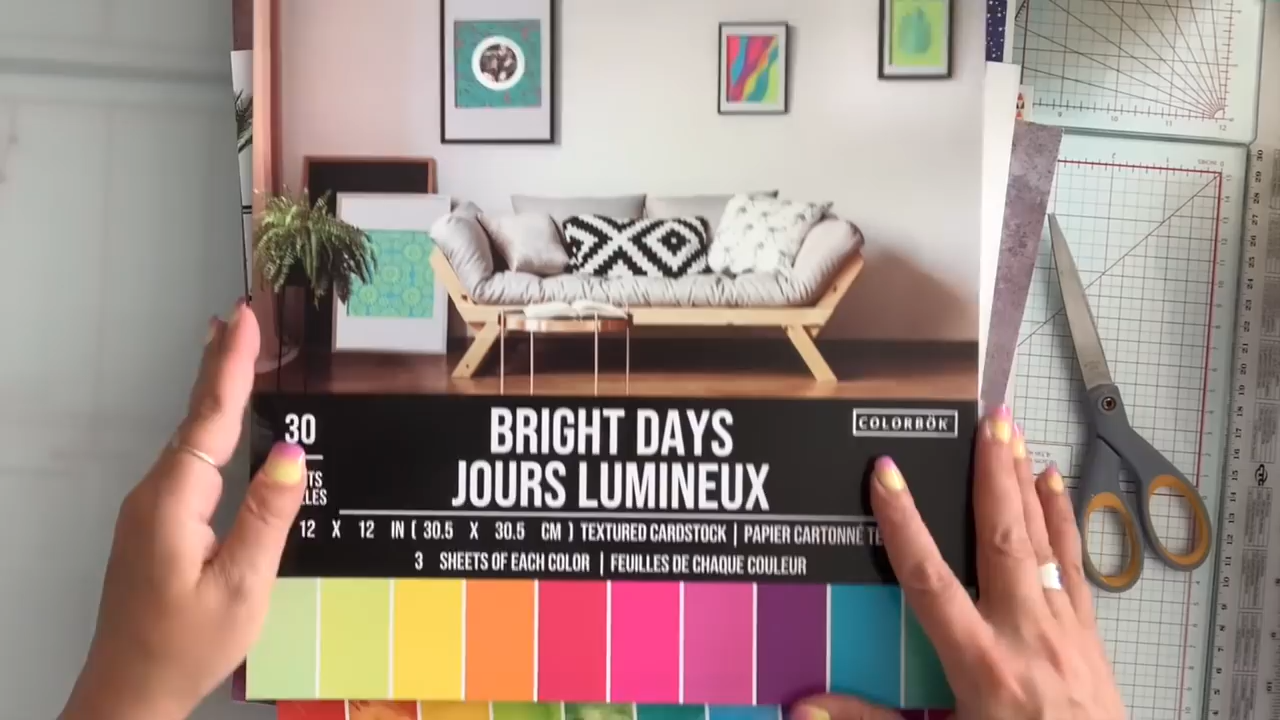 30
BRIGHT DAYS
COLORBÖK
JOURS LUMINEUX
12 X 12 IN ( 30.5 X 30.5 CM ) TEXTURED CARDSTOCK | PAPIER CARTONNÉ
3 SHEETS OF EACH COLOR | FEUILLES DE CHAQUE COULEUR